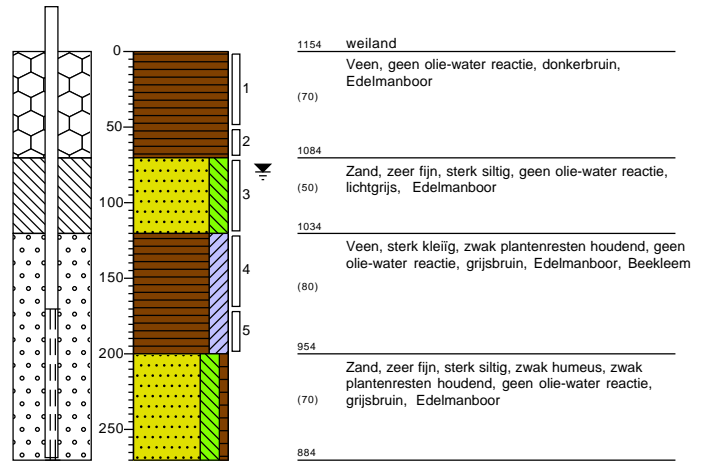 0
50
100
150
200
250
1
2
3
4
5
1154 weiland
Veen, geen olie-water reactie, donkerbruin,
Edelmanboor
(70)
1084
Zand, zeer fijn, sterk siltig, geen olie-water reactie,
lichtgrijs, Edelmanboor
(50)
1034
Veen, sterk kleiïg, zwak plantenresten houdend, geen
olie-water reactie, grijsbruin, Edelmanboor, Beekleem
(80)
954
Zand, zeer fijn, sterk siltig, zwak humeus, zwak
plantenresten houdend, geen olie-water reactie,
grijsbruin, Edelmanboor
(70)
884